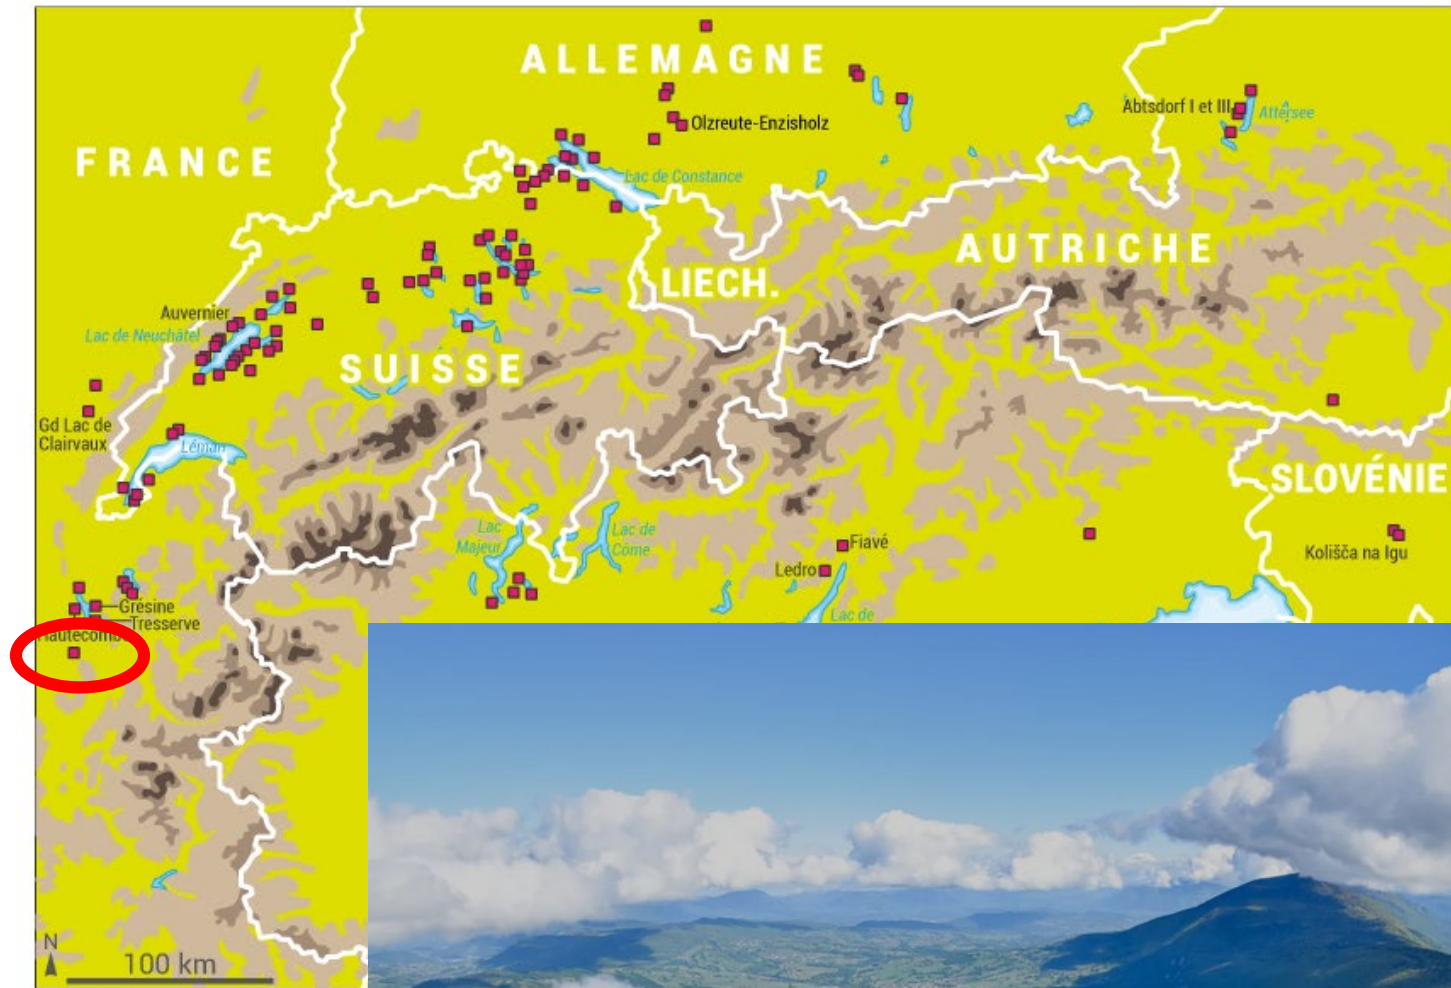 ALLEMAGNE
FRANCE
Olzreute-Enzisholz
Abtsdorf I et III
Attersee
Lac de Constance
AUTRICHE
LIECH.
Auvernier
Lac de Neuchâtel
SUISSE
Gd Lac de
Clairvaux
Léman
SLOVÉNIE
Lac
Majeur
Lac de
Côme
Fiavé
Ledro
Kolišča na Igu
Grésine
Tresserve
Hautecomb
Lac de
N
100 km